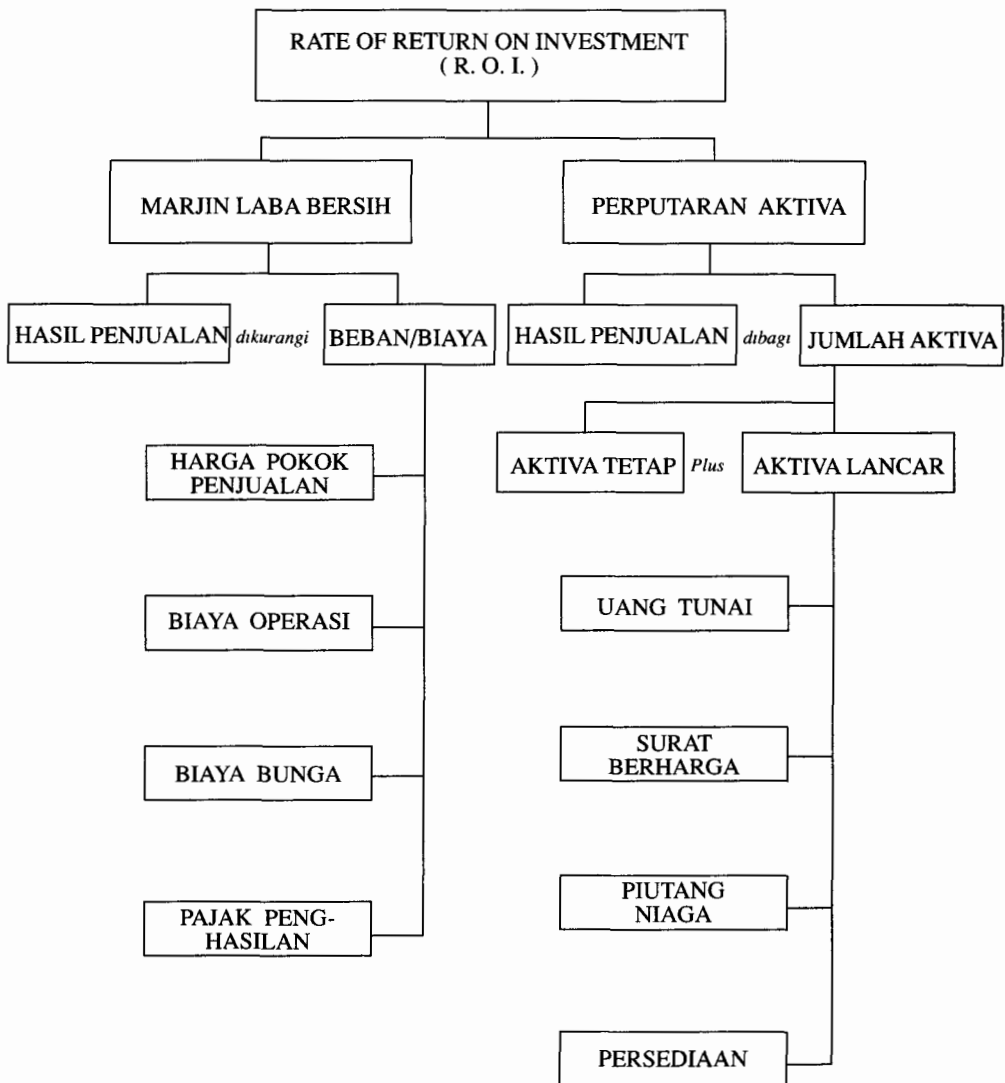 RATE OF RETURN ON INVESTMENT
( R. O. I. )
MARJIN LABA BERSIH
PERPUTARAN AKTIVA
HASIL PENJUALAN dikurangi BEBAN/BIAYA
HASIL PENJUALAN dibagi JUMLAH AKTIVA
HARGA POKOK
PENJUALAN
BIAYA OPERASI
BIAYA BUNGA
PAJAK PENG-
HASILAN
AKTIVA TETAP Plus AKTIVA LANCAR
UANG TUNAI
SURAT
BERHARGA
PIUTANG
NIAGA
PERSEDIAAN